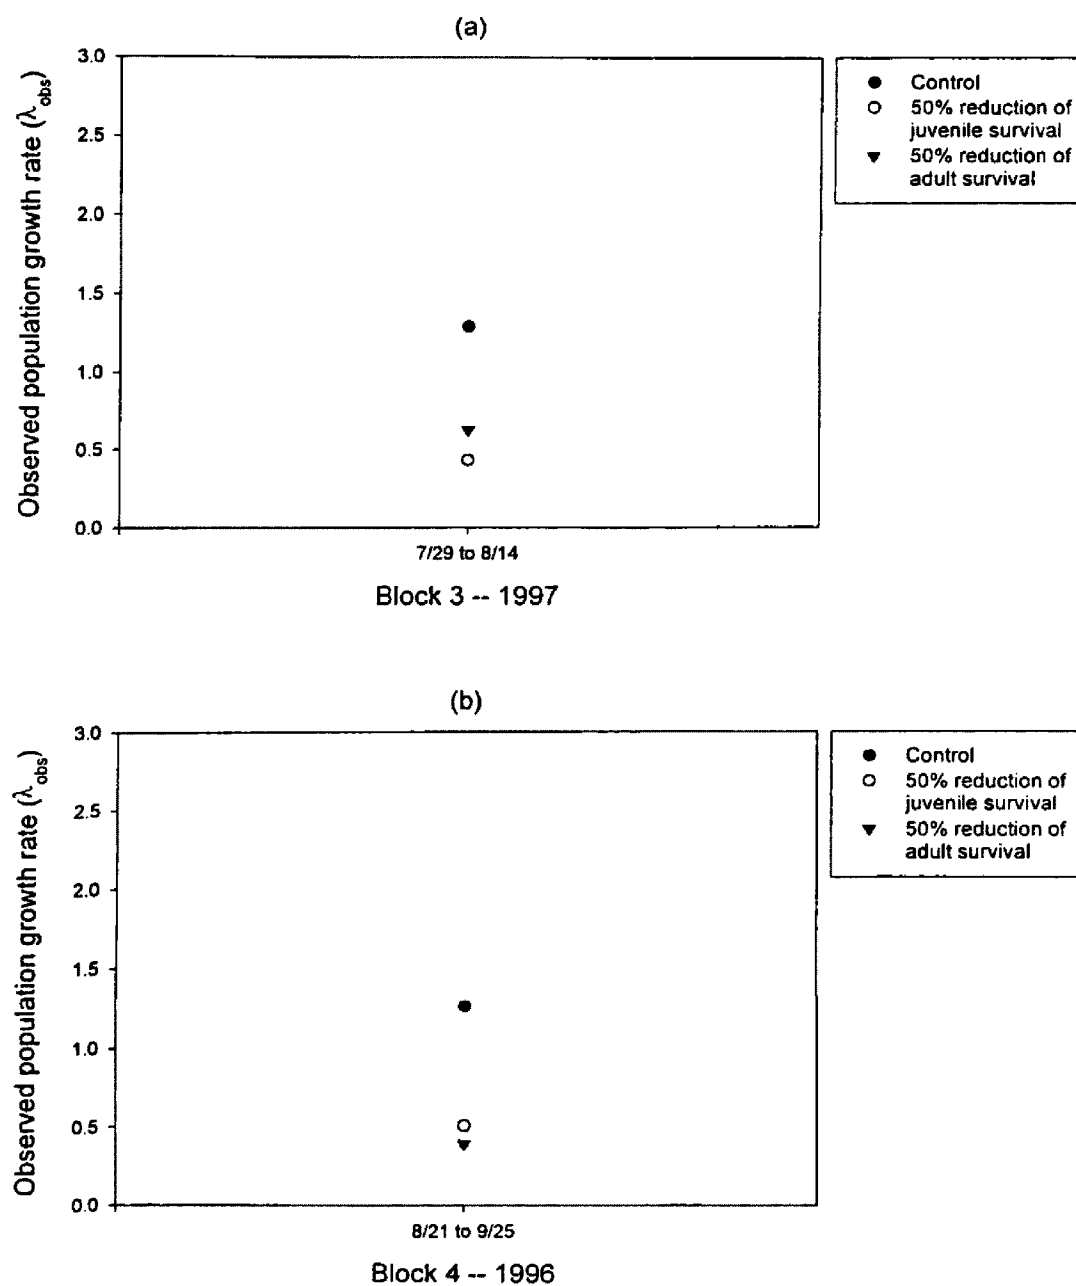 (a)
Observed population growth rate (λobs)
3.0
2.5
2.0
1.5
1.0
0.5
0.0
7/29 to 8/14
Block 3 -- 1997
Control
50% reduction of
juvenile survival
50% reduction of
adult survival
(b)
Observed population growth rate (λobs)
3.0
2.5
2.0
1.5
1.0
0.5
0.0
8/21 to 9/25
Block 4 -- 1996
Control
50% reduction of
juvenile survival
50% reduction of
adult survival